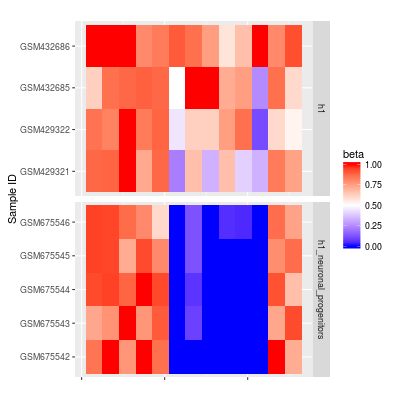 GSM432686
GSM432685
GSM429322
GSM429321
h1
GSM675546
GSM675545
GSM675544
GSM675543
GSM675542
h1_neuronal_progenitors
Sample ID
beta
1.00
0.75
0.50
0.25
0.00